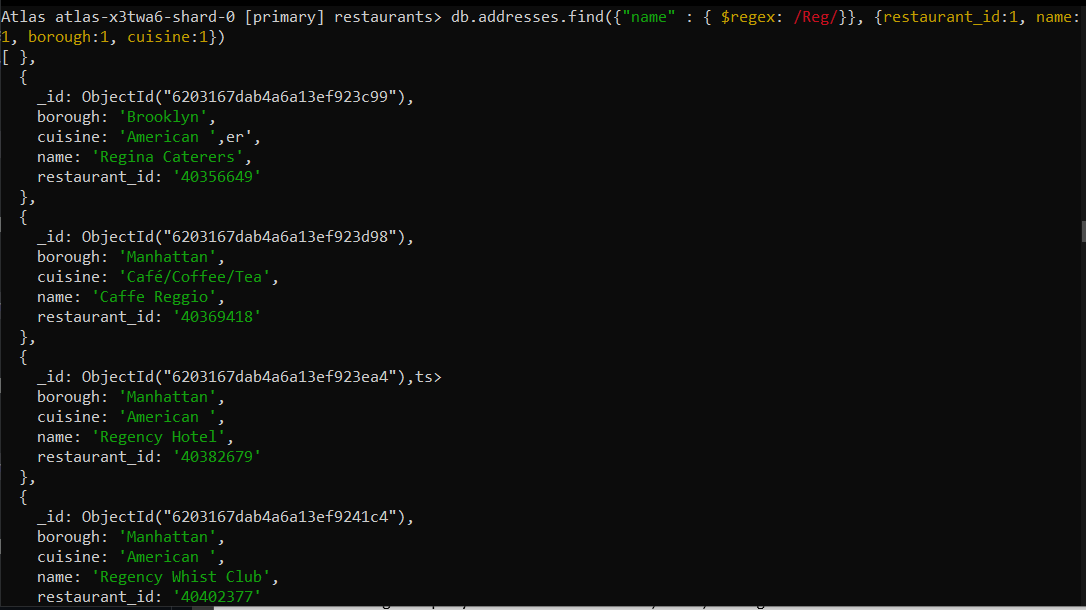 Atlas atlas-x3twa6-shard-0 [primary] restaurants> db.addresses.find({"name" : { $regex: /Reg/}}, {restaurant_id:1, name:
1, borough:1, cuisine:1})
[ },
  {
    _id: ObjectId("6203167dab4a6a13ef923c99"),
    borough: 'Brooklyn',
    cuisine: 'American ',er',
    name: 'Regina Caterers',
    restaurant_id: '40356649'
  },
  {
    _id: ObjectId("6203167dab4a6a13ef923d98"),
    borough: 'Manhattan',
    cuisine: 'Café/Coffee/Tea',
    name: 'Caffe Reggio',
    restaurant_id: '40369418'
  },
  {
    _id: ObjectId("6203167dab4a6a13ef923ea4"),ts>
    borough: 'Manhattan',
    cuisine: 'American ',
    name: 'Regency Hotel',
    restaurant_id: '40382679'
  },
  {
    _id: ObjectId("6203167dab4a6a13ef9241c4"),
    borough: 'Manhattan',
    cuisine: 'American ',
    name: 'Regency Whist Club',
    restaurant_id: '40402377'